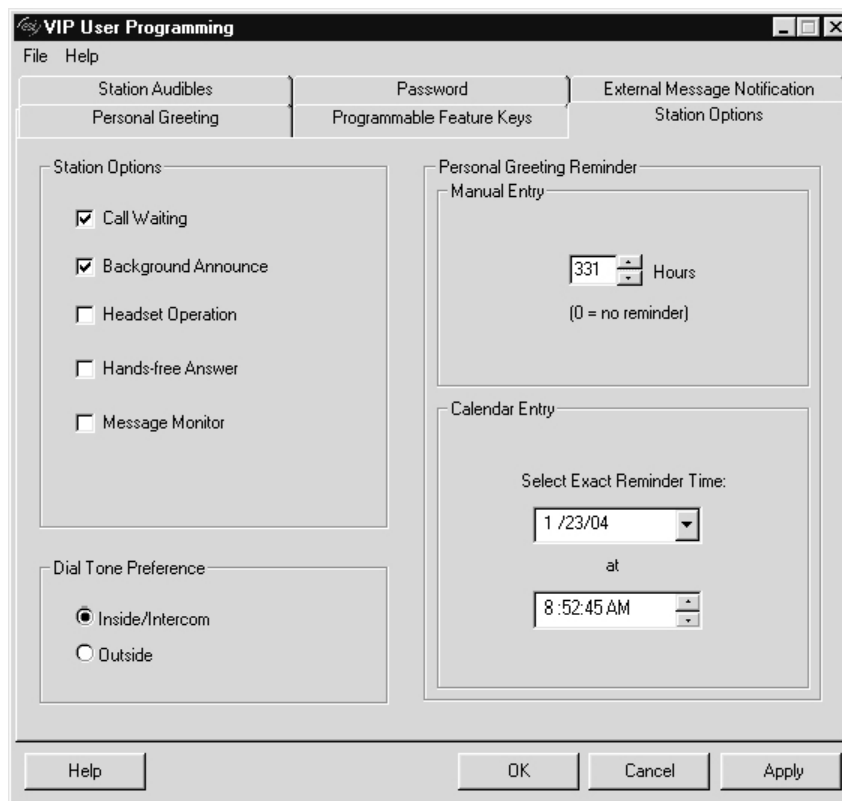 esi VIP User Programming
File Help
Station Audibles Password External Message Notification
Personal Greeting Programmable Feature Keys Station Options
Station Options
Call Waiting
Background Announce
Headset Operation
Hands-free Answer
Message Monitor
Dial Tone Preference
Inside/Intercom
Outside
Personal Greeting Reminder
Manual Entry
331 Hours
(0 = no reminder)
Calendar Entry
Select Exact Reminder Time:
1 /23/04
at
8 :52:45 AM
Help OK Cancel Apply